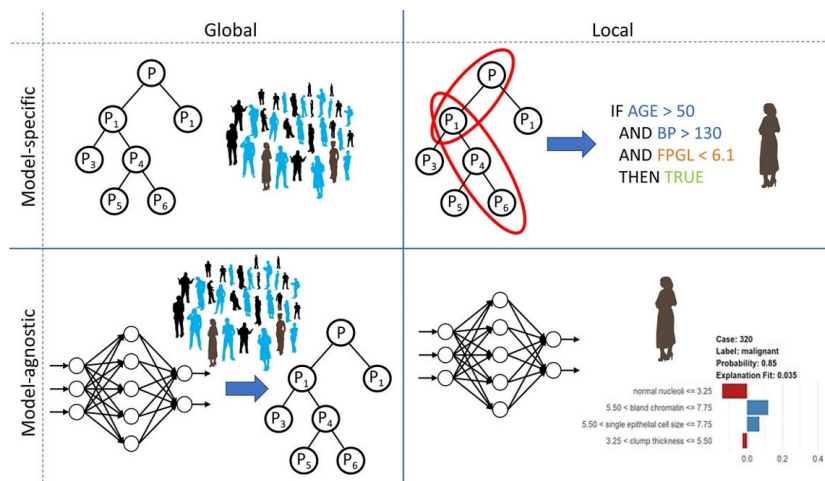 Global
Local
Model-specific
P
P1
P1
P3
P4
P5
P6
P
P1
P1
P3
P4
P5
P6
IF AGE > 50
AND BP > 130
AND FPGL < 6.1
THEN TRUE
Model-agnostic
P
P1
P1
P3
P4
P5
P6
Case: 320
Label: malignant
Probability: 0.85
Explanation Fit: 0.035
normal nucleoli <= 3.25
5.50 < bland chromatin <= 7.75
5.50 < single epithelial cell size <= 7.75
3.25 < clump thickness <= 5.50
0.0 0.2 0.4